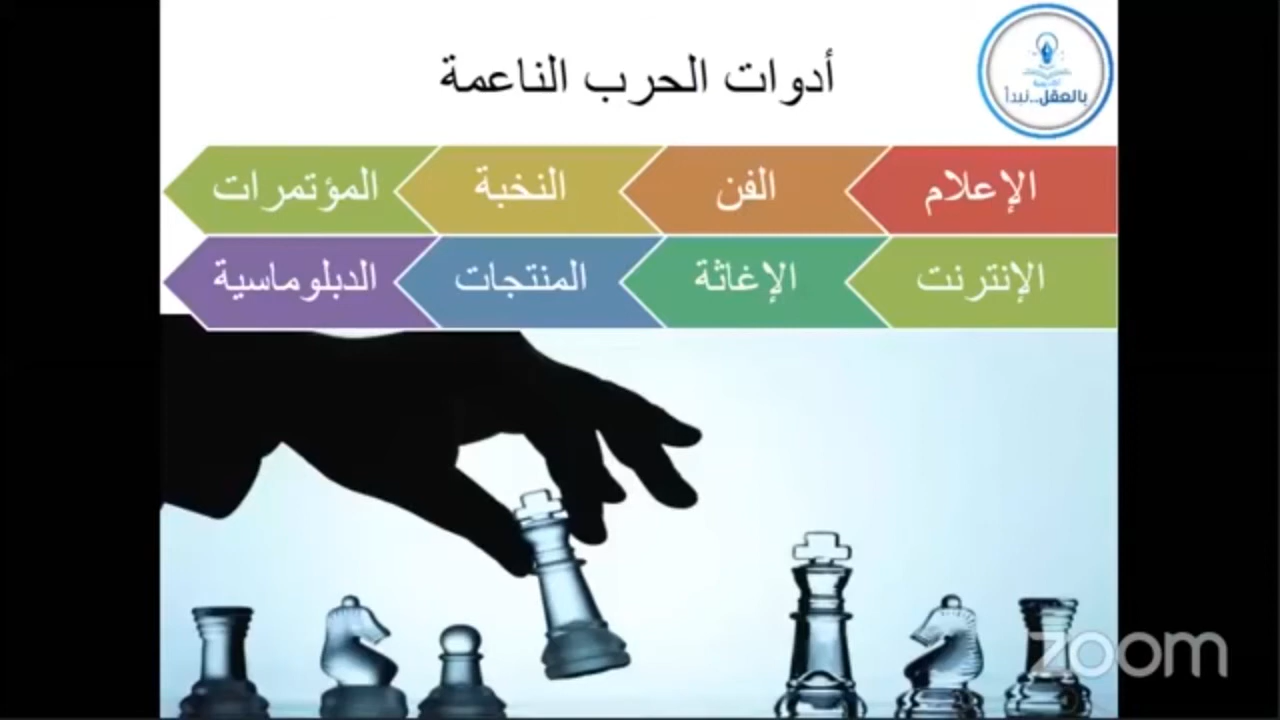 أدوات الحرب الناعمة
بالعقل..نبدأ
الإعلام
الفن
النخبة
المؤتمرات
الإنترنت
الإغاثة
المنتجات
الدبلوماسية
zoom